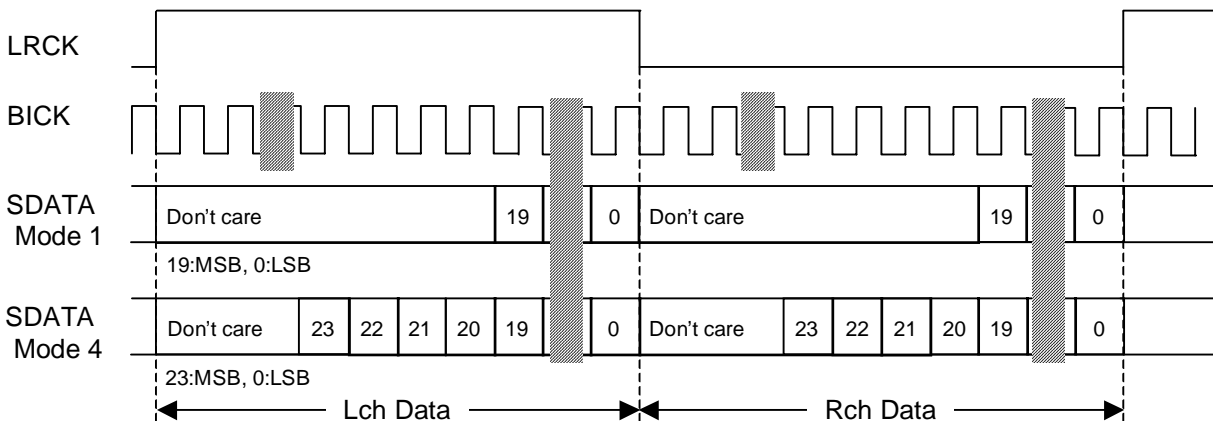 LRCK
BICK
SDATA
Mode 1
Don't care 19 0 Don't care 19 0
19:MSB, 0:LSB
SDATA
Mode 4
Don't care 23 22 21 20 19 0 Don't care 23 22 21 20 19 0
23:MSB, 0:LSB
Lch Data Rch Data